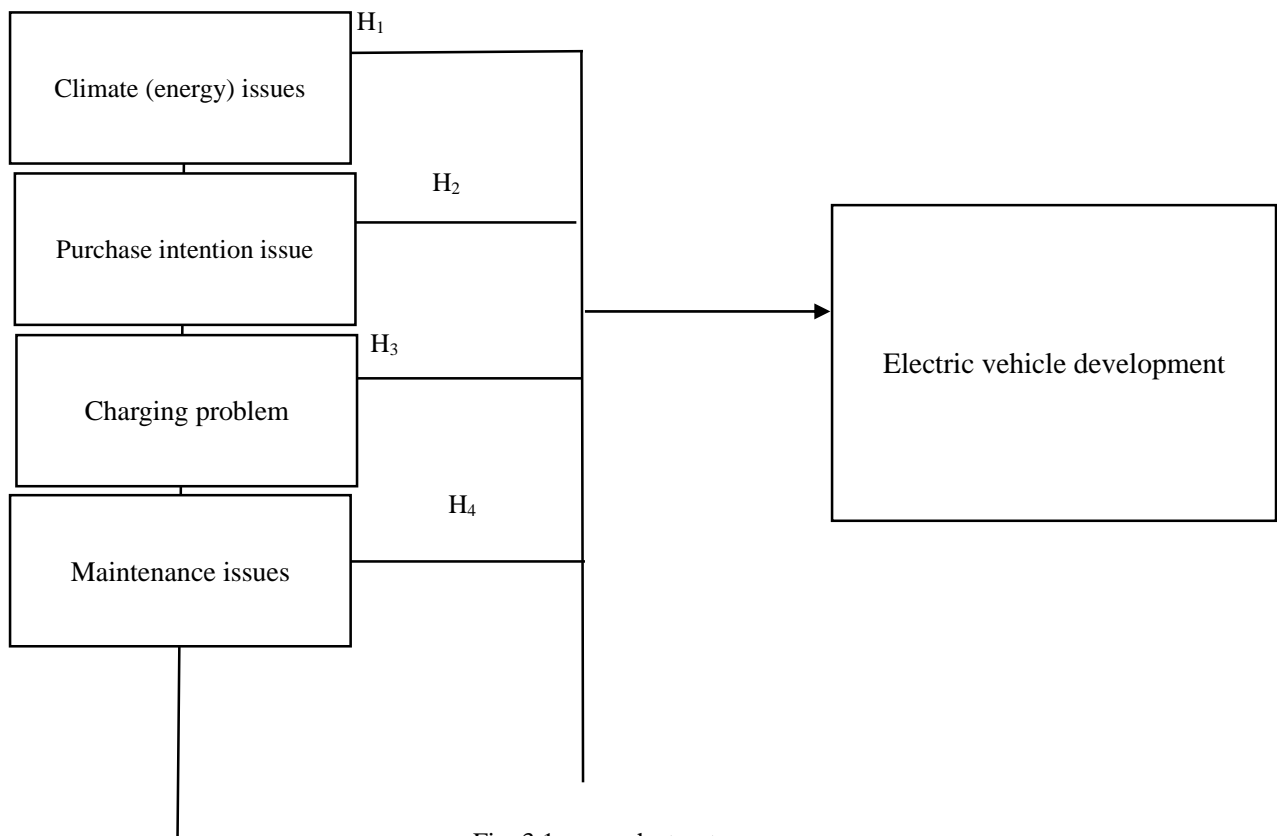 H₁
Climate (energy) issues
H₂
Purchase intention issue
H₃
Charging problem
Electric vehicle development
H₄
Maintenance issues